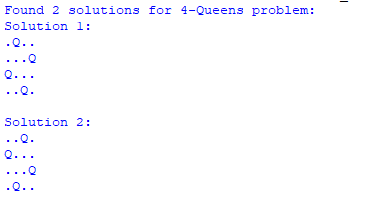 Found 2 solutions for 4-Queens problem:
Solution 1:
.Q..
...Q
Q...
..Q.

Solution 2:
..Q.
Q...
...Q
.Q..